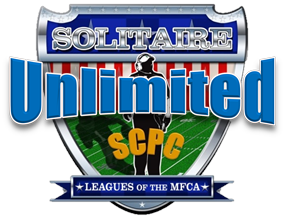 SOLITAIRE
Unlimited
SCPC
LEAGUES OF THE MFCA